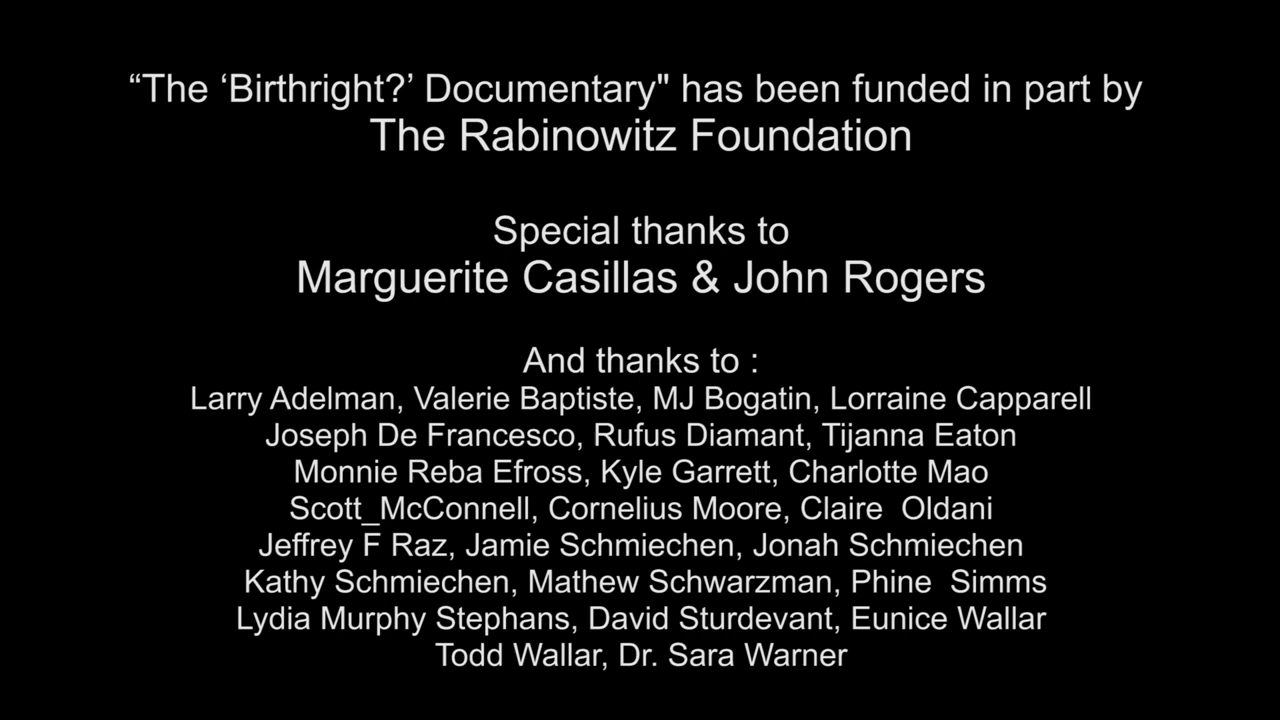 “The ‘Birthright?’ Documentary" has been funded in part by
The Rabinowitz Foundation
Special thanks to
Marguerite Casillas & John Rogers
And thanks to :
Larry Adelman, Valerie Baptiste, MJ Bogatin, Lorraine Capparell
Joseph De Francesco, Rufus Diamant, Tijanna Eaton
Monnie Reba Efross, Kyle Garrett, Charlotte Mao
Scott_McConnell, Cornelius Moore, Claire  Oldani
Jeffrey F Raz, Jamie Schmiechen, Jonah Schmiechen
Kathy Schmiechen, Mathew Schwarzman, Phine  Simms
Lydia Murphy Stephans, David Sturdevant, Eunice Wallar
Todd Wallar, Dr. Sara Warner